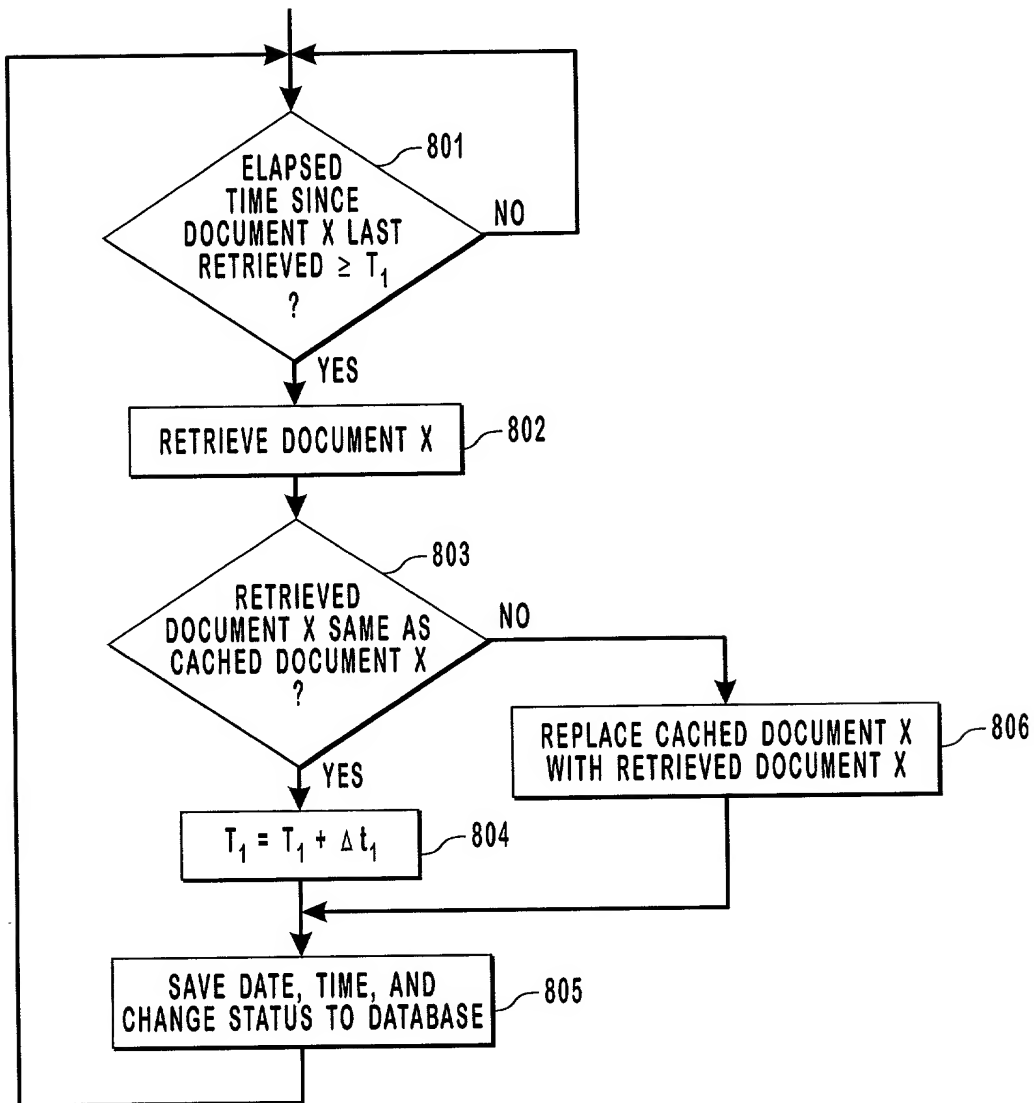 801
ELAPSED
TIME SINCE
DOCUMENT X LAST
RETRIEVED ≥ T₁
?
NO
YES
RETRIEVE DOCUMENT X
802
803
RETRIEVED
DOCUMENT X SAME AS
CACHED DOCUMENT X
?
NO
YES
REPLACE CACHED DOCUMENT X
WITH RETRIEVED DOCUMENT X
806
T₁ = T₁ + Δ t₁
804
SAVE DATE, TIME, AND
CHANGE STATUS TO DATABASE
805